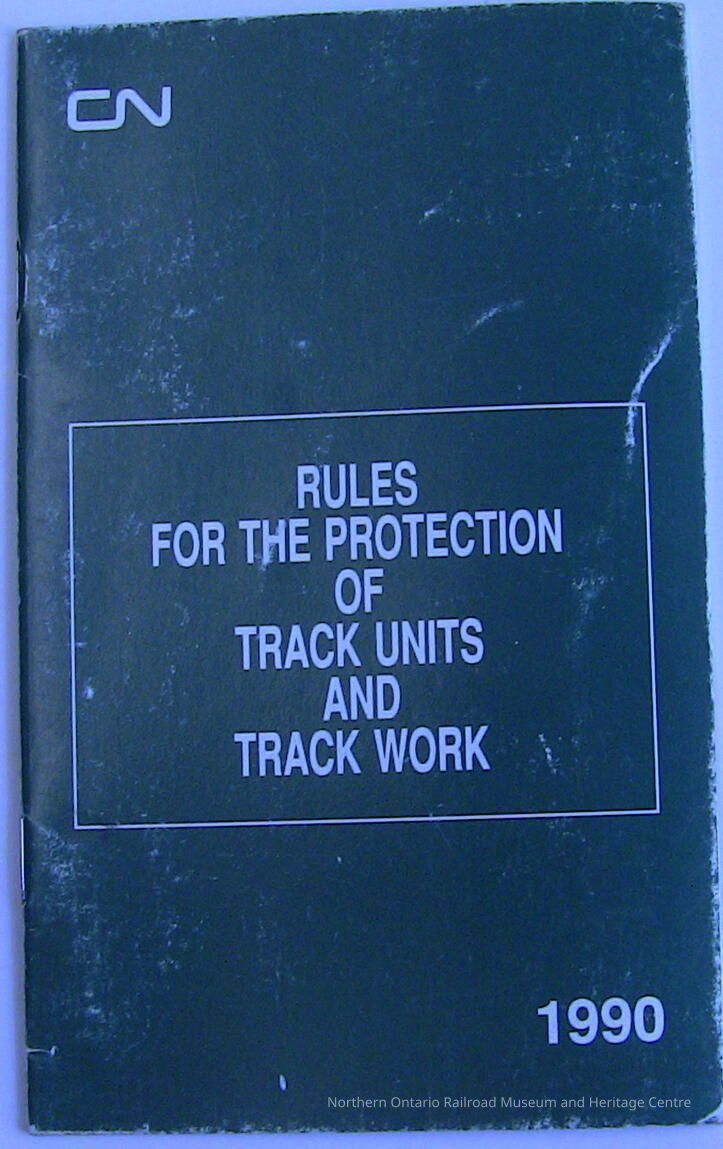 CN
RULES
FOR THE PROTECTION
OF
TRACK UNITS
AND
TRACK WORK
1990
Northern Ontario Railroad Museum and Heritage Centre